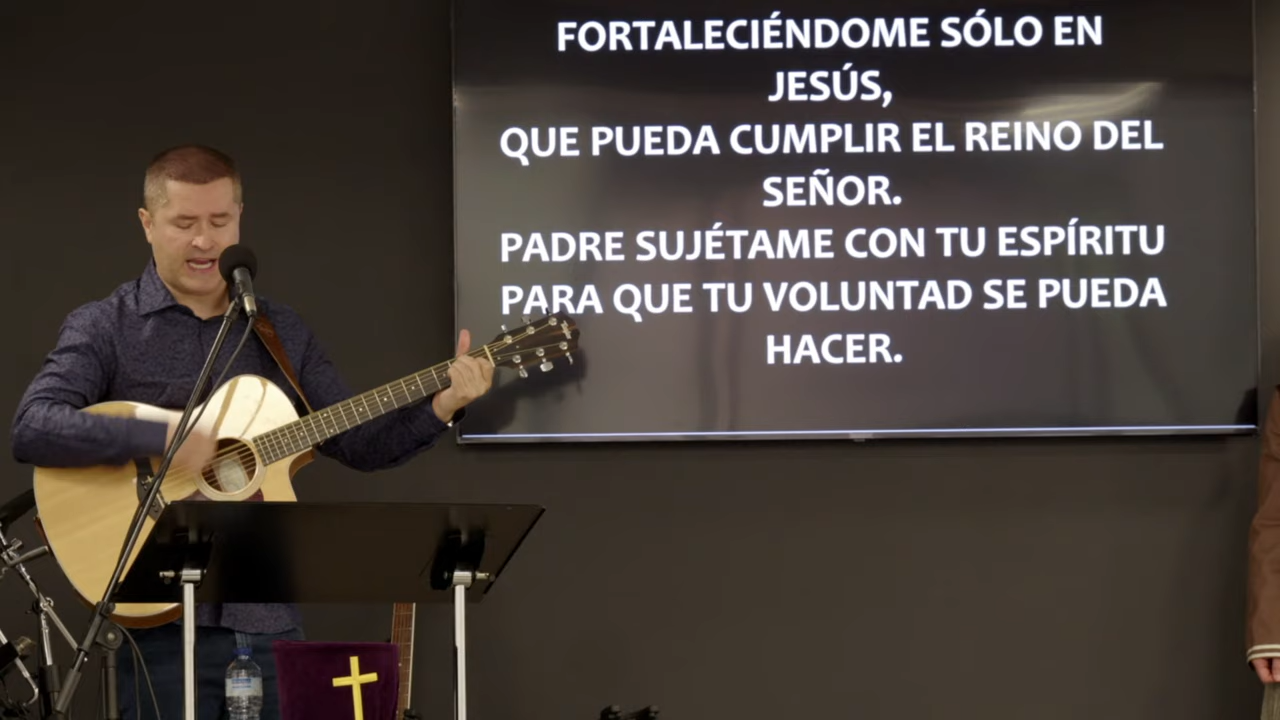 FORTALECIÉNDOME SÓLO EN
JESÚS,
QUE PUEDA CUMPLIR EL REINO DEL
SEÑOR.
PADRE SUJÉTAME CON TU ESPÍRITU
PARA QUE TU VOLUNTAD SE PUEDA
HACER.